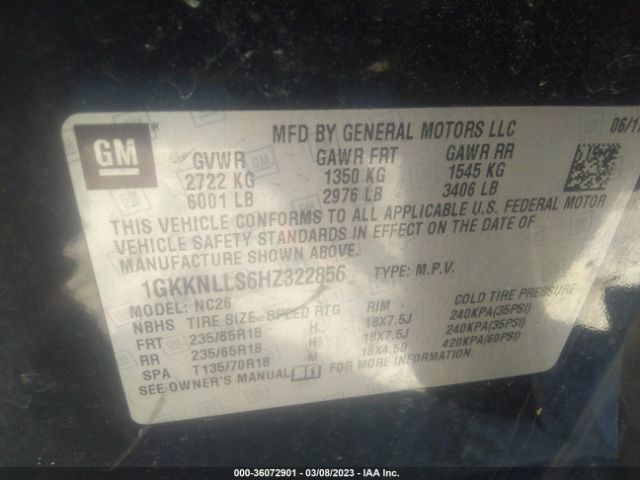 GM
MFD BY GENERAL MOTORS LLC 06/1
GVWR GAWR FRT GAWR RR
2722 KG 1350 KG 1545 KG
6001 LB 2976 LB 3406 LB
THIS VEHICLE CONFORMS TO ALL APPLICABLE U.S. FEDERAL MOTOR
VEHICLE SAFETY STANDARDS IN EFFECT ON THE DATE OF
MANUFACTURE SHOWN ABOVE.
1GKKNLLS6HZ322856 TYPE: M.P.V.
MODEL: NC26
NBHS TIRE SIZE-SPEED RTG RIM COLD TIRE PRESSURE
FRT 235/65R18 H 18X7.5J 240KPA(35PSI)
RR 235/65R18 H 18X7.5J 240KPA(35PSI)
SPA T135/70R18 M 18X4.5B 420KPA(60PSI)
SEE OWNER'S MANUAL FOR MORE INFORMATION.
000-36072901 - 03/08/2023 - IAA Inc.